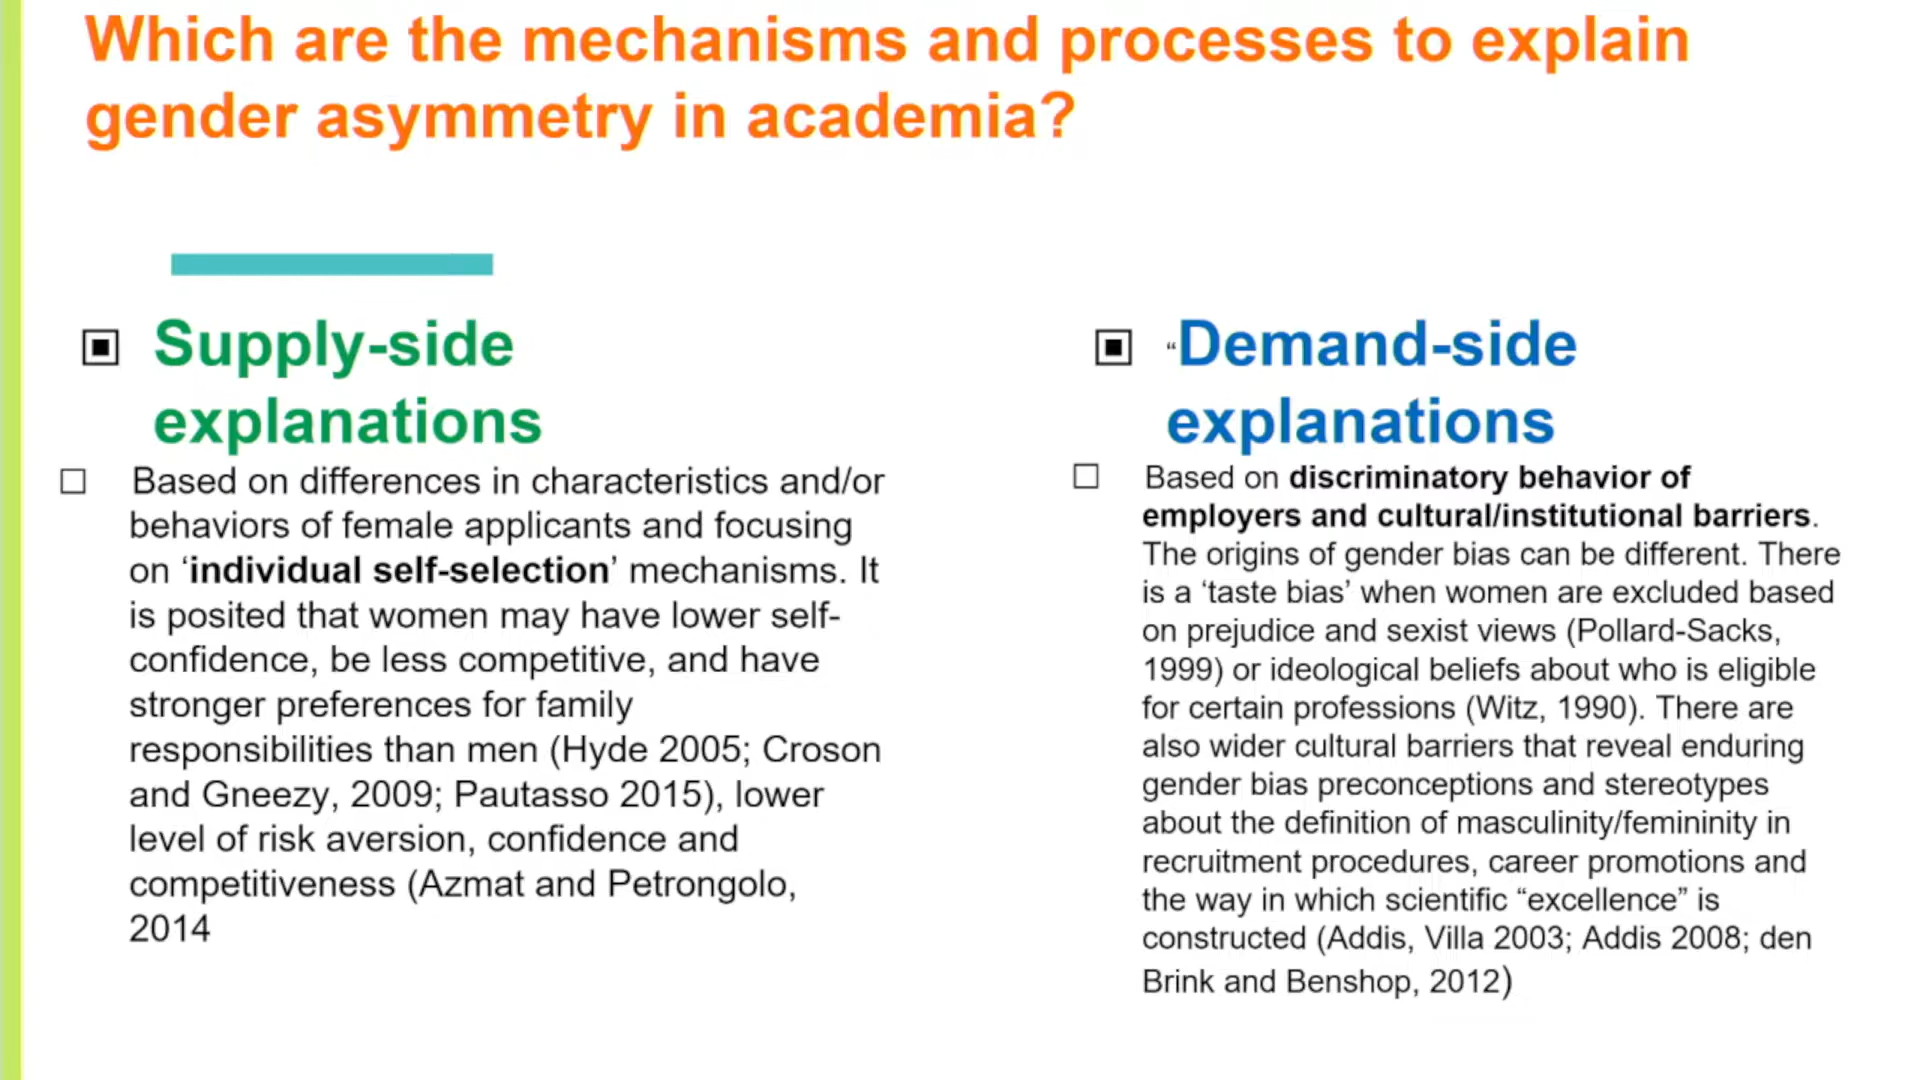 Which are the mechanisms and processes to explain
gender asymmetry in academia?
Supply-side
explanations
Based on differences in characteristics and/or
behaviors of female applicants and focusing
on ‘individual self-selection’ mechanisms. It
is posited that women may have lower self-
confidence, be less competitive, and have
stronger preferences for family
responsibilities than men (Hyde 2005; Croson
and Gneezy, 2009; Pautasso 2015), lower
level of risk aversion, confidence and
competitiveness (Azmat and Petrongolo,
2014
“Demand-side
explanations
Based on discriminatory behavior of
employers and cultural/institutional barriers.
The origins of gender bias can be different. There
is a ‘taste bias’ when women are excluded based
on prejudice and sexist views (Pollard-Sacks,
1999) or ideological beliefs about who is eligible
for certain professions (Witz, 1990). There are
also wider cultural barriers that reveal enduring
gender bias preconceptions and stereotypes
about the definition of masculinity/femininity in
recruitment procedures, career promotions and
the way in which scientific “excellence” is
constructed (Addis, Villa 2003; Addis 2008; den
Brink and Benshop, 2012)